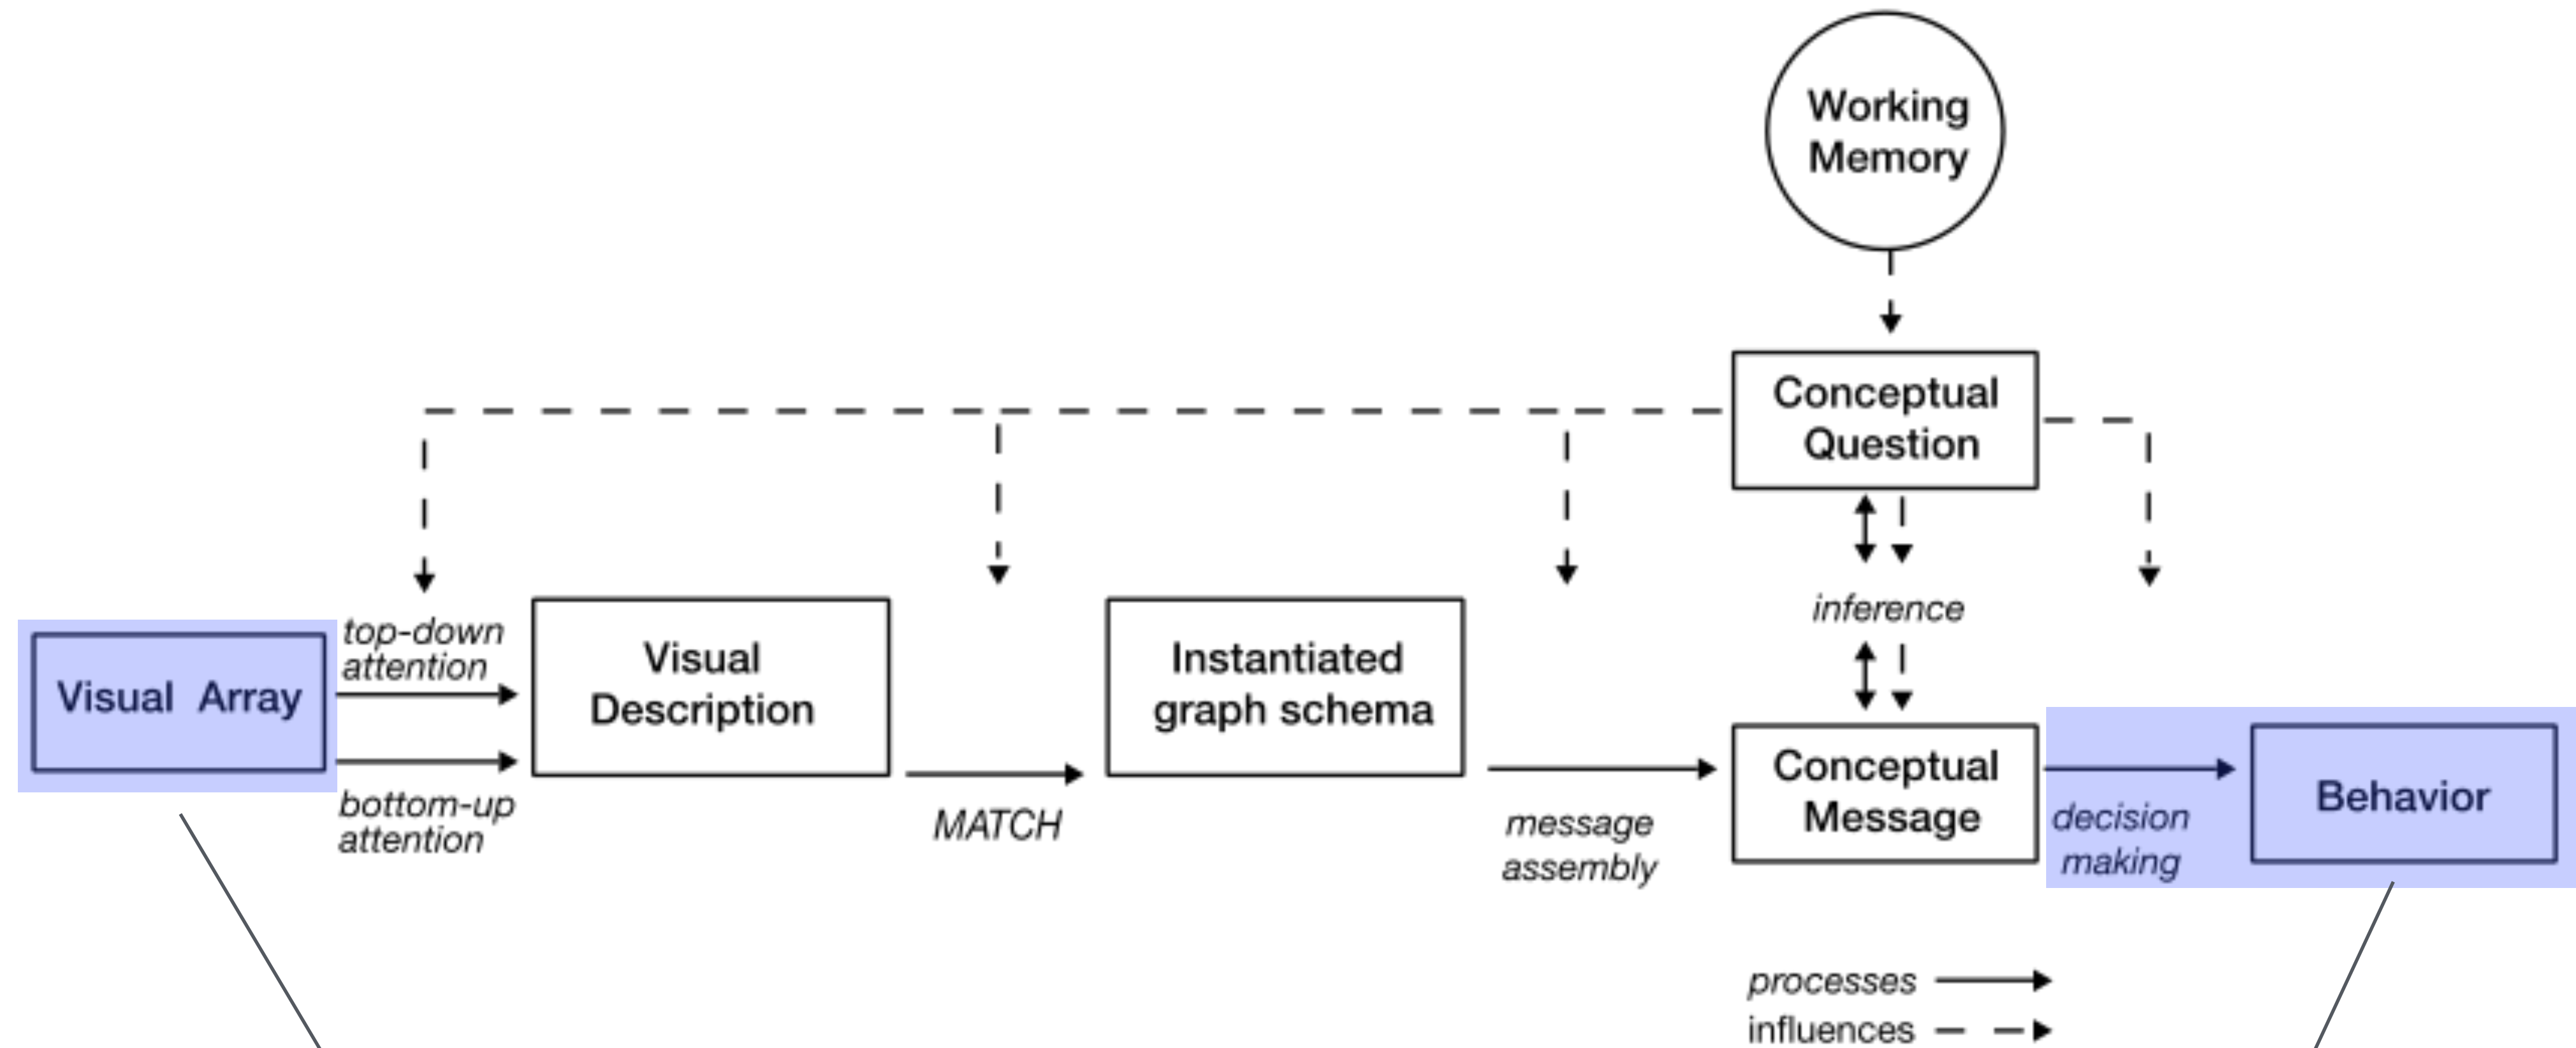 Working
Memory
Conceptual
Question
top-down
attention
Visual Array
bottom-up
attention
Visual
Description
MATCH
Instantiated
graph schema
message
assembly
inference
Conceptual
Message
decision
making
Behavior
processes
influences